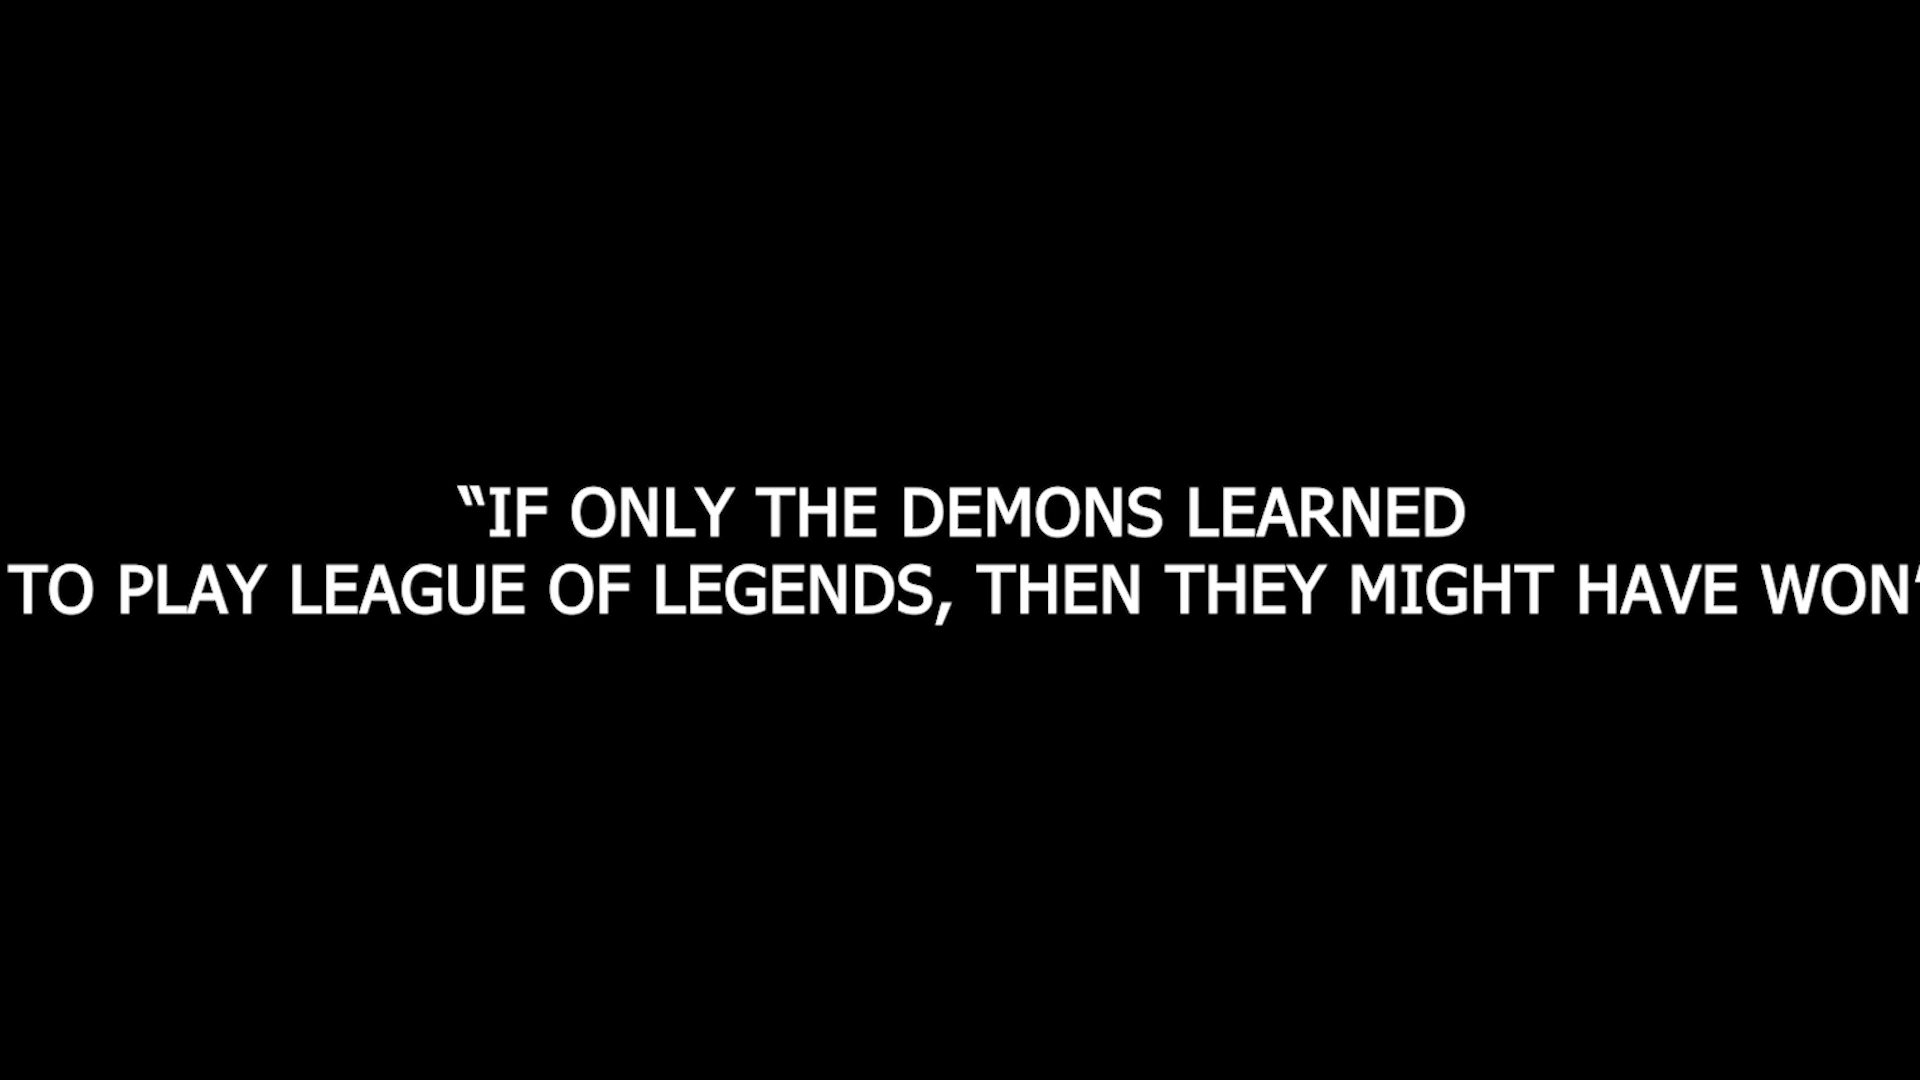 “IF ONLY THE DEMONS LEARNED
TO PLAY LEAGUE OF LEGENDS, THEN THEY MIGHT HAVE WON”